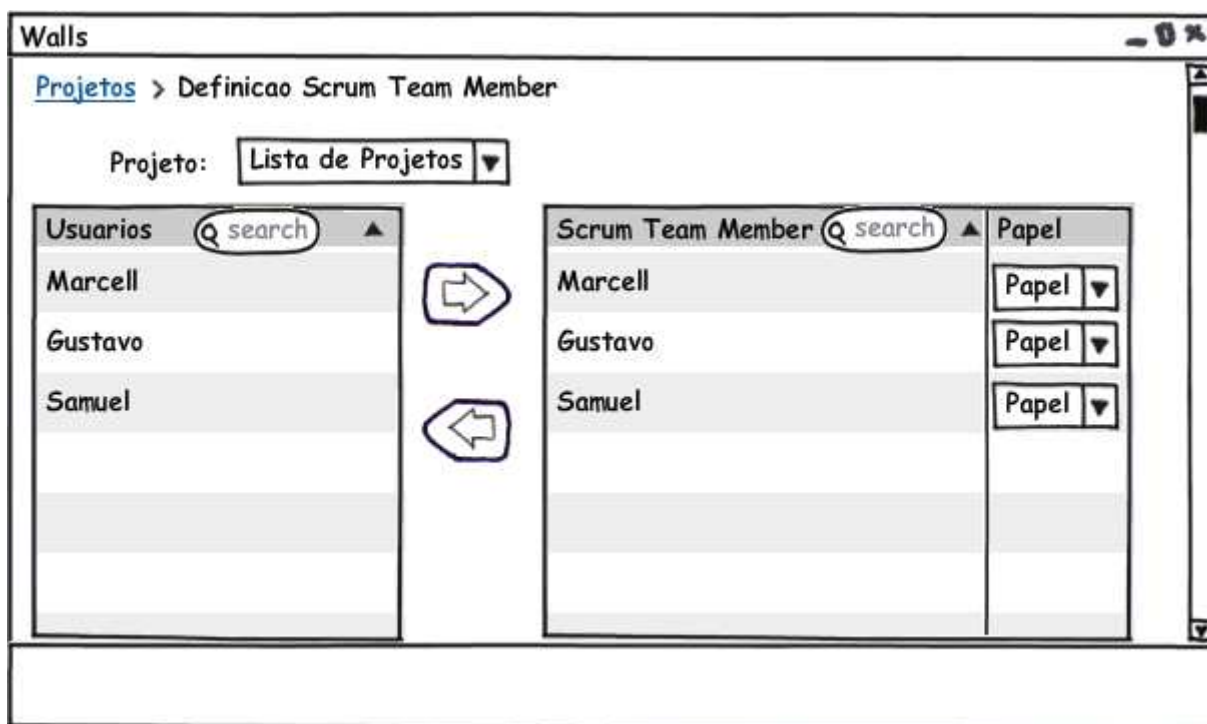 Walls
Projetos > Definicao Scrum Team Member
Projeto: Lista de Projetos
Usuarios search
Marcell
Gustavo
Samuel
Scrum Team Member search Papel
Marcell Papel
Gustavo Papel
Samuel Papel